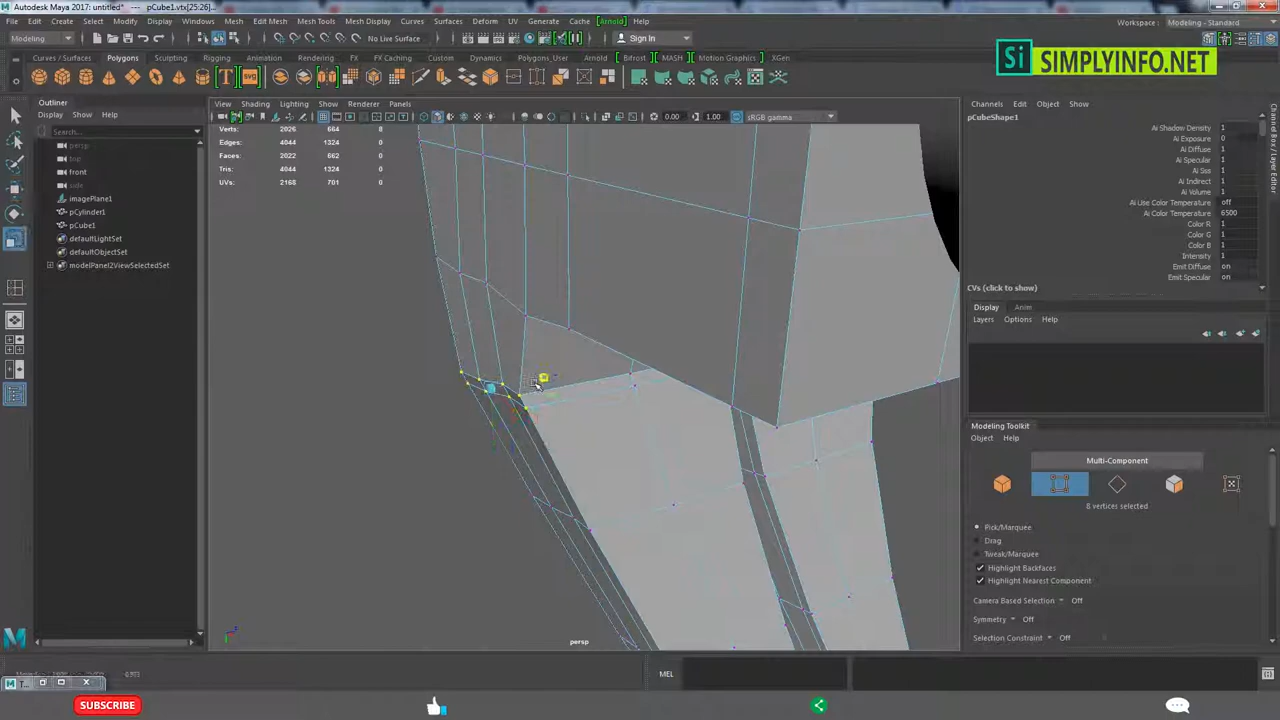 Autodesk Maya 2017: untitled*   ---   pCube1.vtx[25:26]...
File Edit Create Select Modify Display Windows Mesh Edit Mesh Mesh Tools Mesh Display Curves Surfaces Deform UV Generate Cache [Arnold] Help
Workspace : Modeling - Standard
Modeling
No Live Surface
Sign In
Si SIMPLYINFO.NET
Curves / Surfaces Polygons Sculpting Rigging Animation Rendering FX FX Caching Custom Dynamics Polygons_User Arnold Bifrost MASH Motion Graphics XGen
Outliner
Display Show Help
Search...
persp
top
front
side
imagePlane1
pCylinder1
pCube1
defaultLightSet
defaultObjectSet
modelPanel2ViewSelectedSet
View Shading Lighting Show Renderer Panels
0.00 1.00 sRGB gamma
Verts: 2026 664 8
Edges: 4044 1324 0
Faces: 2022 662 0
Tris: 4044 1324 0
UVs: 2168 701 0
persp
Channels Edit Object Show
pCubeShape1
Ai Shadow Density 1
Ai Exposure 0
Ai Diffuse 1
Ai Specular 1
Ai Sss 1
Ai Indirect 1
Ai Volume 1
Ai Use Color Temperature off
Ai Color Temperature 6500
Color R 1
Color G 1
Color B 1
Intensity 1
Emit Diffuse on
Emit Specular on
CVs (click to show)
Display Anim
Layers Options Help
Modeling Toolkit
Object Help
Multi-Component
8 vertices selected
Pick/Marquee
Drag
Tweak/Marquee
Highlight Backfaces
Highlight Nearest Component
Camera Based Selection Off
Symmetry Off
Selection Constraint Off
Channel Box / Layer Editor
MEL
SUBSCRIBE